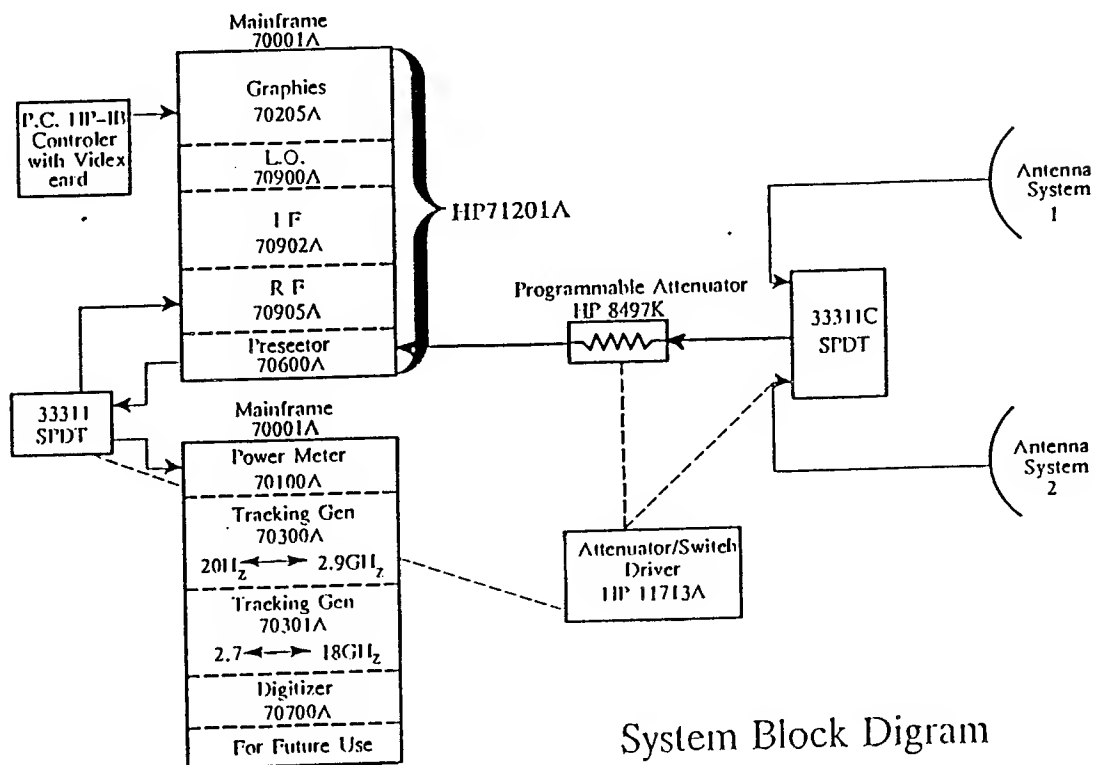 Mainframe
70001A
Graphies
70205A
L.O.
70900A
I F
70902A
R F
70905A
Preseetor
70600A
P.C. HP-IB
Controler
with Videx
eard
HP71201A
Antenna
System
1
Programmable Attenuator
HP 8497K
33311C
SPDT
33311
SPDT
Mainframe
70001A
Power Meter
70100A
Tracking Gen
70300A
20Hz 2.9GHz
Tracking Gen
70301A
2.7 18GHz
Digitizer
70700A
For Future Use
Attenuator/Switch
Driver
HP 11713A
Antenna
System
2
System Block Digram